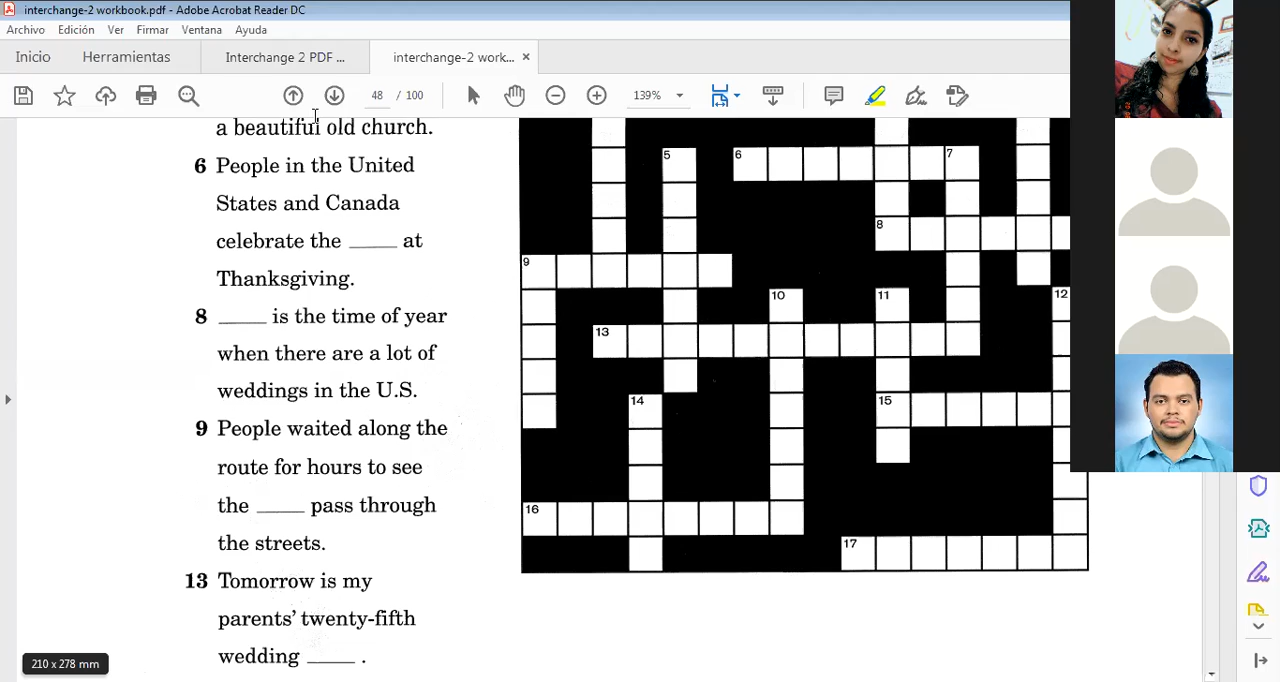 interchange-2 workbook.pdf - Adobe Acrobat Reader DC
Archivo Edición Ver Firmar Ventana Ayuda
Inicio Herramientas Interchange 2 PDF ... interchange-2 work... ×
48 / 100 139%
a beautiful old church.
6 People in the United
States and Canada
celebrate the ____ at
Thanksgiving.
8 ____ is the time of year
when there are a lot of
weddings in the U.S.
9 People waited along the
route for hours to see
the ____ pass through
the streets.
13 Tomorrow is my
parents' twenty-fifth
wedding ____ .
5 6 7
8
9
10 11 12
13
14 15
16
17
210 x 278 mm